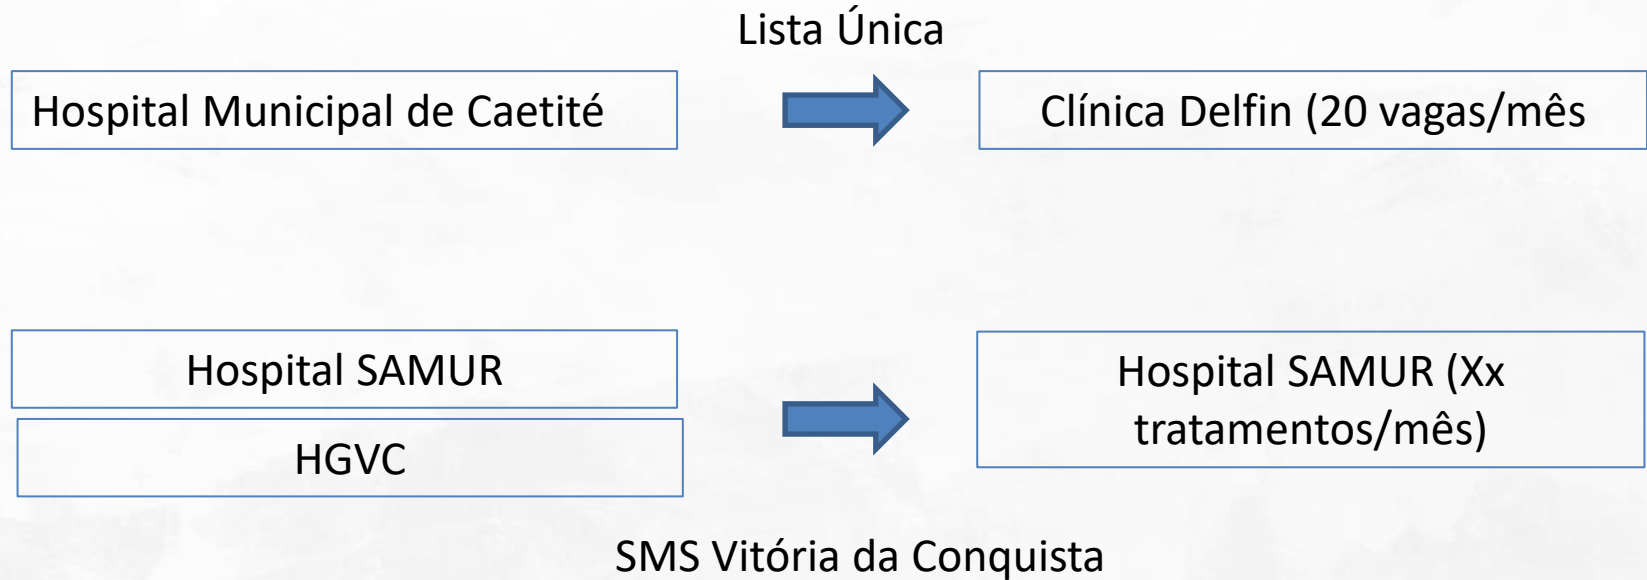 Lista Única
Hospital Municipal de Caetité
Clínica Delfin (20 vagas/mês
Hospital SAMUR
HGVC
Hospital SAMUR (Xx
tratamentos/mês)
SMS Vitória da Conquista